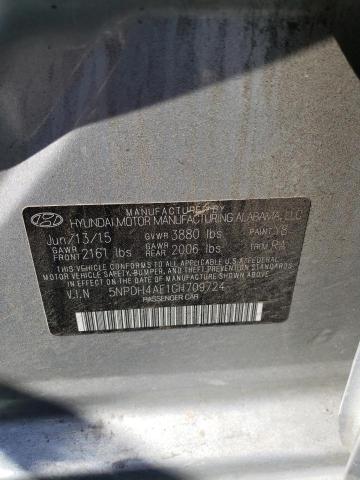 MANUFACTURED BY
HYUNDAI MOTOR MANUFACTURING ALABAMA, LLC
Jun/13/15 GVWR 3880 lbs PAINT Y8
GAWR FRONT 2161 lbs GAWR REAR 2006 lbs TRIM
THIS VEHICLE CONFORMS TO ALL APPLICABLE U.S.FEDERAL
MOTOR VEHICLE SAFETY, BUMPER, AND THEFT PREVENTION
STANDARDS IN EFFECT ON THE DATE OF MANUFACTURE
SHOWN ABOVE.
V.I.N 5NPDH4AE1GH709724
PASSENGER CAR